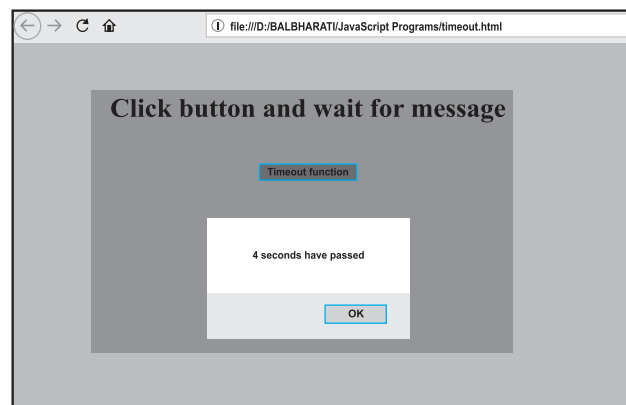 file:///D:/BALBHARATI/JavaScript Programs/timeout.html
Click button and wait for message
Timeout function
4 seconds have passed
OK